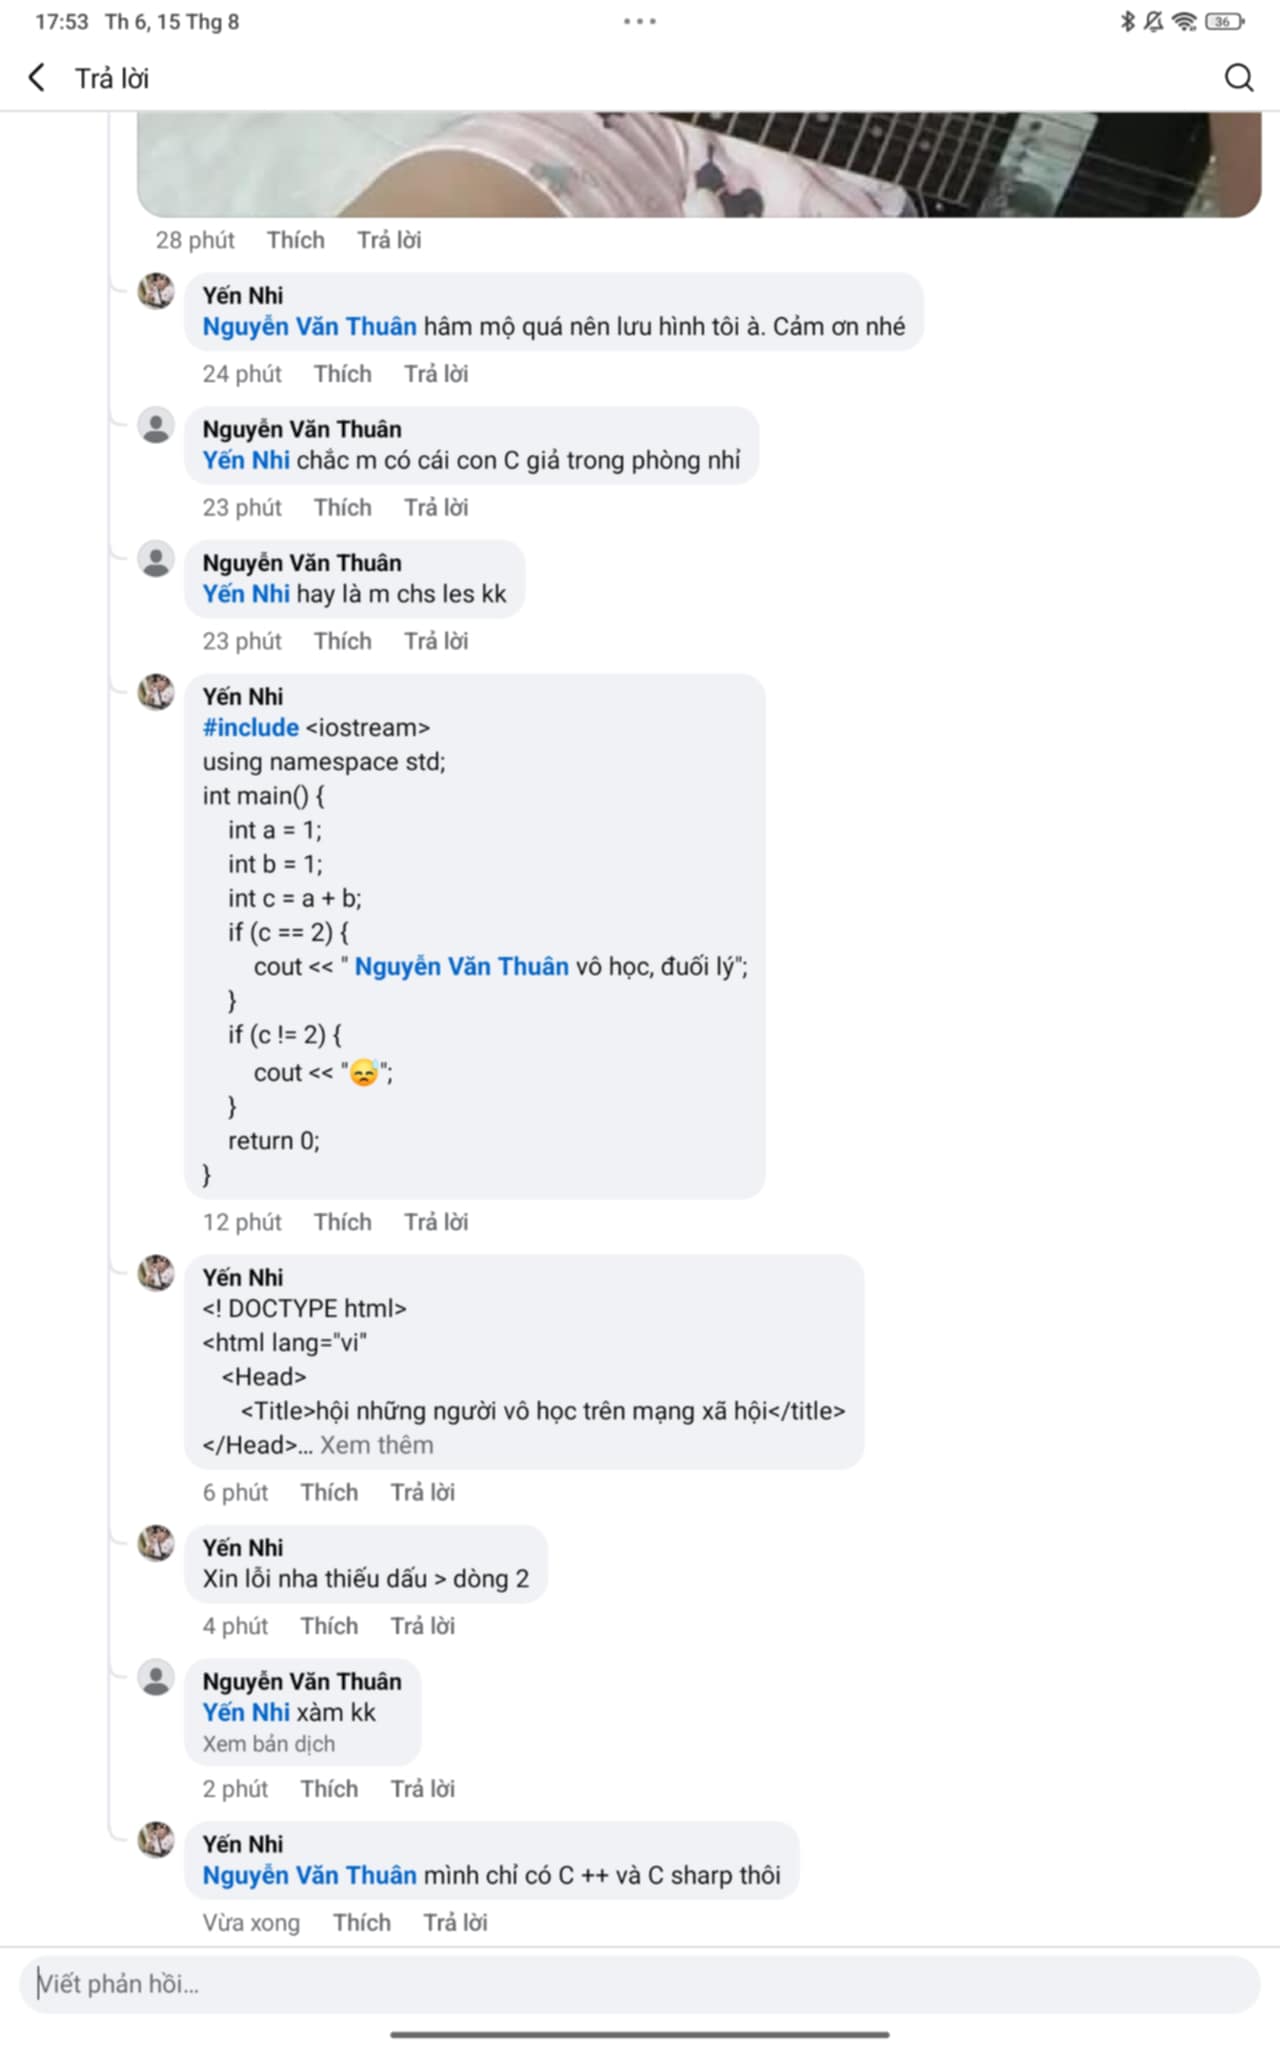 17:53 Th 6, 15 Thg 8
36
Trả lời
28 phút Thích Trả lời
Yến Nhi
Nguyễn Văn Thuân hâm mộ quá nên lưu hình tôi à. Cảm ơn nhé
24 phút Thích Trả lời
Nguyễn Văn Thuân
Yến Nhi chắc m có cái con C giả trong phòng nhỉ
23 phút Thích Trả lời
Nguyễn Văn Thuân
Yến Nhi hay là m chs les kk
23 phút Thích Trả lời
Yến Nhi
#include <iostream>
using namespace std;
int main() {
int a = 1;
int b = 1;
int c = a + b;
if (c == 2) {
cout << " Nguyễn Văn Thuân vô học, đuối lý";
}
if (c != 2) {
cout << "😓";
}
return 0;
}
12 phút Thích Trả lời
Yến Nhi
<! DOCTYPE html>
<html lang="vi"
<Head>
<Title>hội những người vô học trên mạng xã hội</title>
</Head>... Xem thêm
6 phút Thích Trả lời
Yến Nhi
Xin lỗi nha thiếu dấu > dòng 2
4 phút Thích Trả lời
Nguyễn Văn Thuân
Yến Nhi xàm kk
Xem bản dịch
2 phút Thích Trả lời
Yến Nhi
Nguyễn Văn Thuân mình chỉ có C ++ và C sharp thôi
Vừa xong Thích Trả lời
Viết phản hồi...